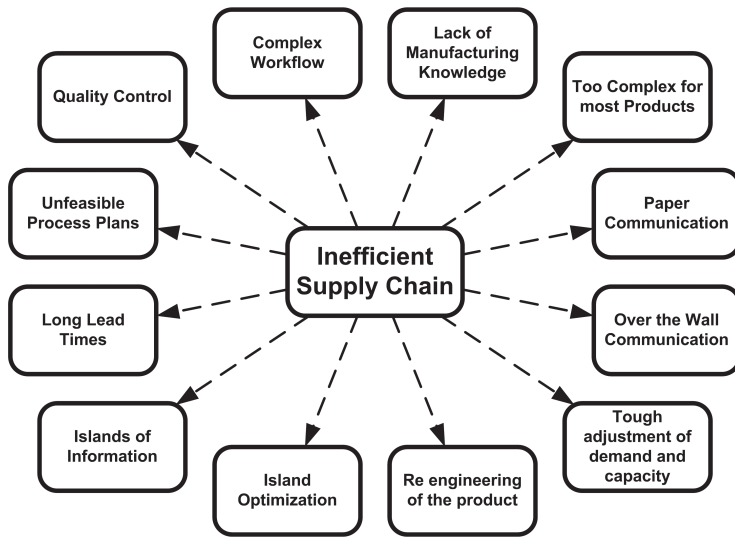 Complex
Workflow
Lack of
Manufacturing
Knowledge
Quality Control
Too Complex for
most Products
Unfeasible
Process Plans
Paper
Communication
Inefficient
Supply Chain
Long Lead
Times
Over the Wall
Communication
Islands of
Information
Tough
adjustment of
demand and
capacity
Island
Optimization
Re engineering
of the product